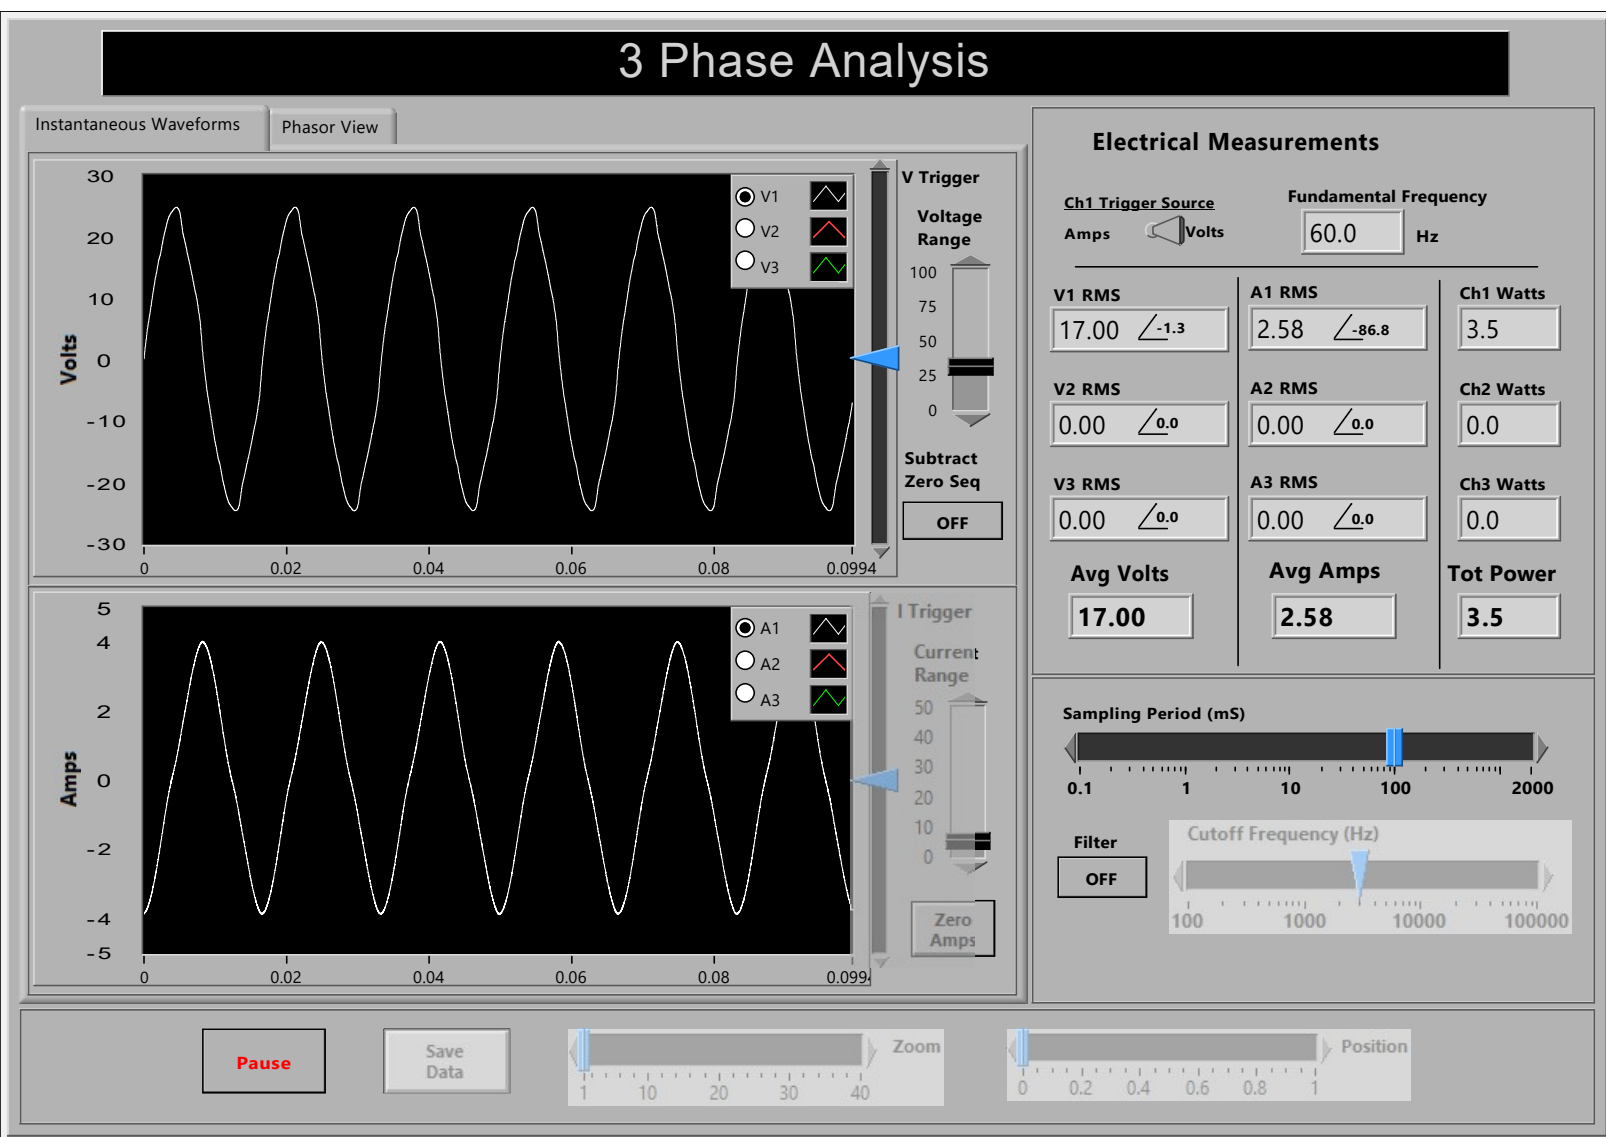 3 Phase Analysis
Instantaneous Waveforms
Phasor View
30
20
10
0
-10
-20
-30
Volts
0
0.02
0.04
0.06
0.08
0.0994
V1
V2
V3
V Trigger
Voltage
Range
100
75
50
25
0
Subtract
Zero Seq
OFF
5
4
2
0
-2
-4
-5
Amps
0
0.02
0.04
0.06
0.08
0.0994
A1
A2
A3
I Trigger
Current
Range
50
40
30
20
10
0
Zero
Amps
Electrical Measurements
Ch1 Trigger Source
Amps
Volts
Fundamental Frequency
60.0
Hz
V1 RMS
A1 RMS
Ch1 Watts
17.00 -1.3
2.58 -86.8
3.5
V2 RMS
A2 RMS
Ch2 Watts
0.00 0.0
0.00 0.0
0.0
V3 RMS
A3 RMS
Ch3 Watts
0.00 0.0
0.00 0.0
0.0
Avg Volts
Avg Amps
Tot Power
17.00
2.58
3.5
Sampling Period (mS)
0.1
1
10
100
2000
Filter
OFF
Cutoff Frequency (Hz)
100
1000
10000
100000
Pause
Save
Data
Zoom
1
10
20
30
40
Position
0
0.2
0.4
0.6
0.8
1